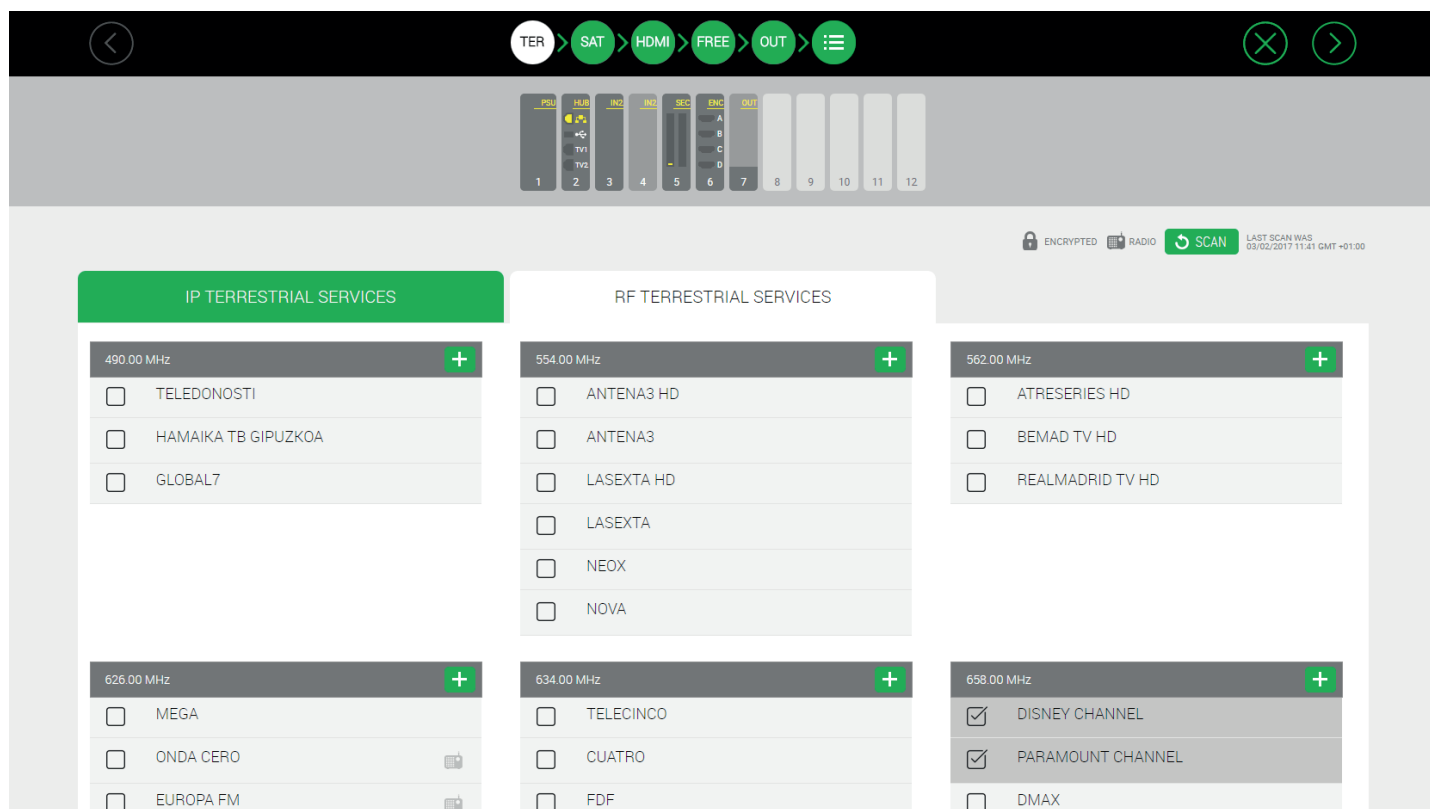 TER > SAT > HDMI > FREE > OUT >
PSU HUB IN2 IN2 SEC ENC OUT
A
B
TV1 C
TV2 D
1 2 3 4 5 6 7 8 9 10 11 12
ENCRYPTED RADIO SCAN LAST SCAN WAS
03/02/2017 11:41 GMT +01:00
IP TERRESTRIAL SERVICES RF TERRESTRIAL SERVICES
490.00 MHz + 554.00 MHz + 562.00 MHz +
TELEDONOSTI ANTENA3 HD ATRESERIES HD
HAMAIKA TB GIPUZKOA ANTENA3 BEMAD TV HD
GLOBAL7 LASEXTA HD REALMADRID TV HD
LASEXTA
NEOX
NOVA
626.00 MHz + 634.00 MHz + 658.00 MHz +
MEGA TELECINCO DISNEY CHANNEL
ONDA CERO CUATRO PARAMOUNT CHANNEL
EUROPA FM FDF DMAX